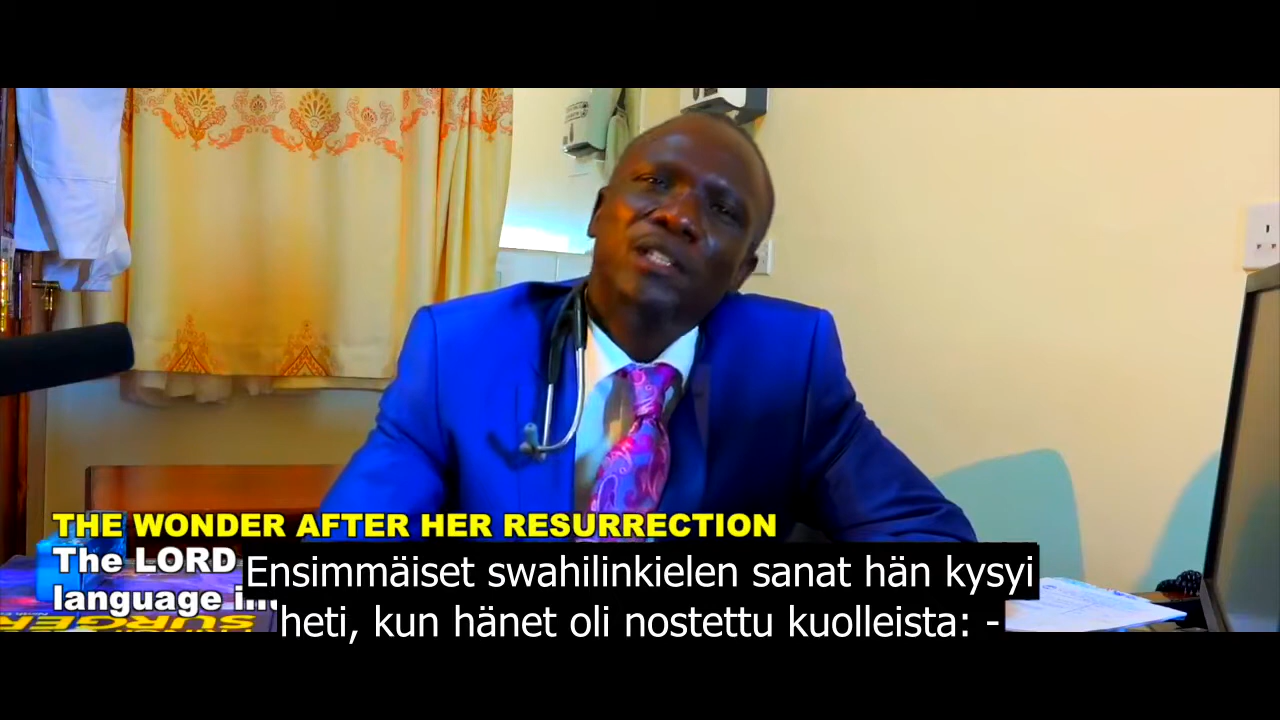 THE WONDER AFTER HER RESURRECTION
The LORD
language
Ensimmäiset swahilinkielen sanat hän kysyi
heti, kun hänet oli nostettu kuolleista: -